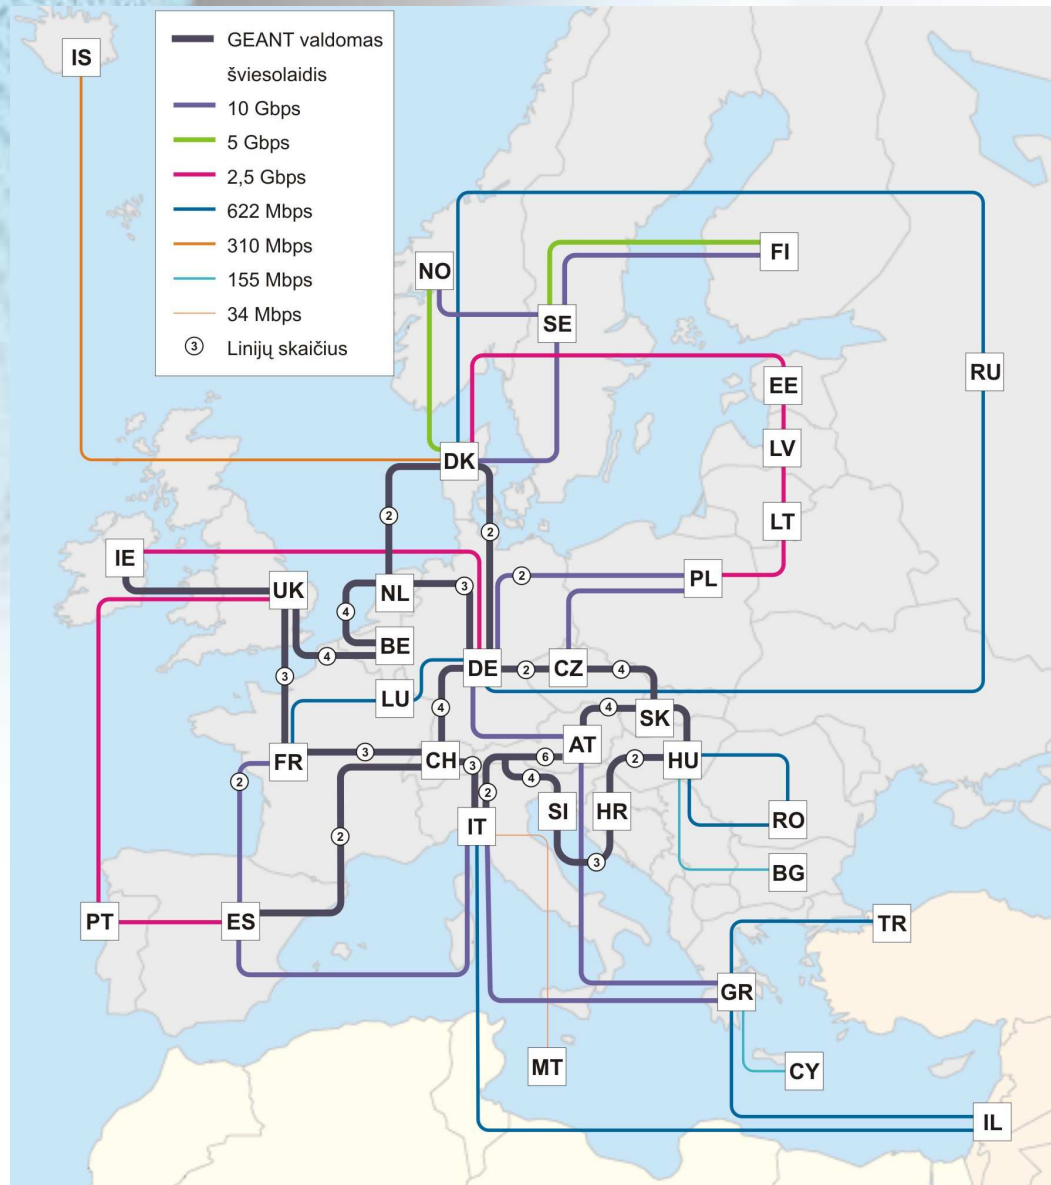 IS
GEANT valdomas
šviesolaidis
10 Gbps
5 Gbps
2,5 Gbps
622 Mbps
310 Mbps
155 Mbps
34 Mbps
3 Linijų skaičius
NO
FI
SE
RU
EE
DK
LV
2
LT
2
IE
2
PL
UK
NL
3
4
BE
4
DE
2
CZ
4
3
LU
4
4
SK
AT
FR
3
CH
3
6
2
HU
2
2
4
SI
HR
RO
IT
2
3
BG
PT
ES
TR
GR
MT
CY
IL